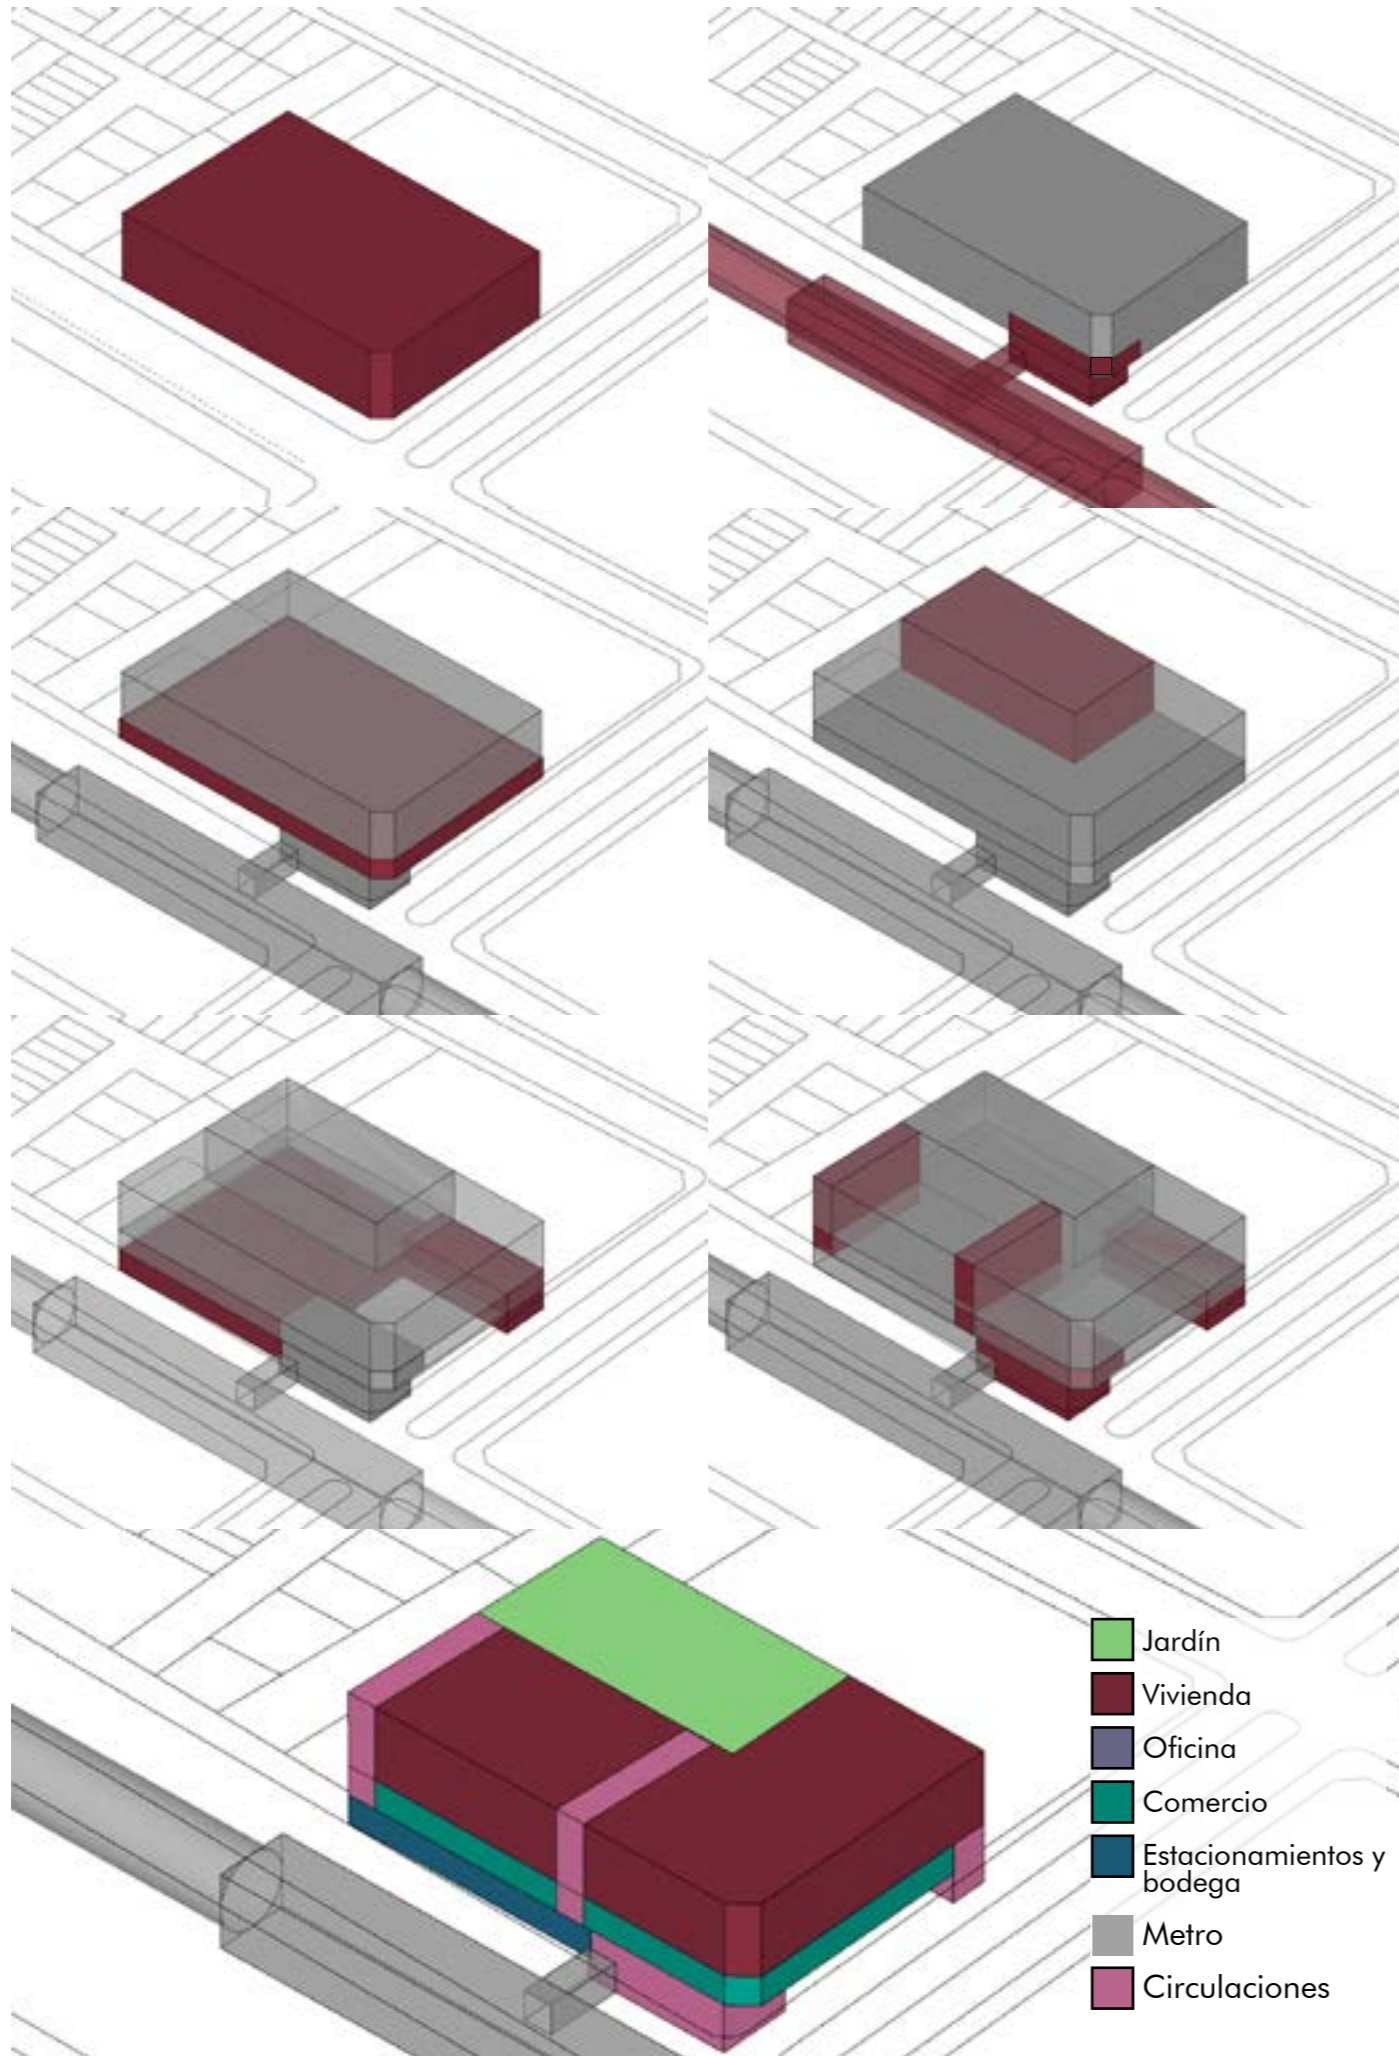 Jardín
Vivienda
Oficina
Comercio
Estacionamientos y
bodega
Metro
Circulaciones